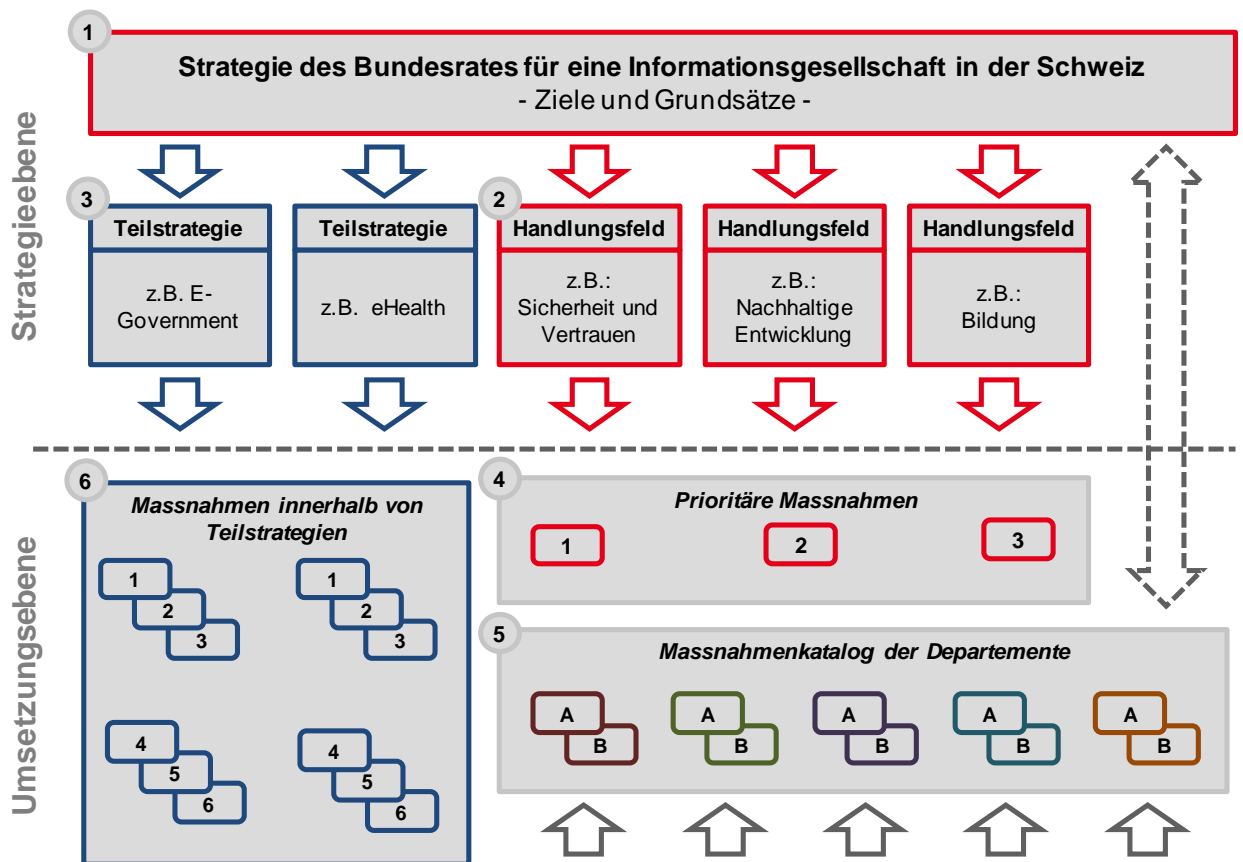 1
Strategie des Bundesrates für eine Informationsgesellschaft in der Schweiz
- Ziele und Grundsätze -
Strategieebene
3
Teilstrategie
z.B. E-
Government
Teilstrategie
z.B. eHealth
2
Handlungsfeld
z.B.:
Sicherheit und
Vertrauen
Handlungsfeld
z.B.:
Nachhaltige
Entwicklung
Handlungsfeld
z.B.:
Bildung
Umsetzungsebene
6
Massnahmen innerhalb von
Teilstrategien
1
2
3
1
2
3
4
5
6
4
5
6
4
Prioritäre Massnahmen
1
2
3
5
Massnahmenkatalog der Departemente
A
B
A
B
A
B
A
B
A
B